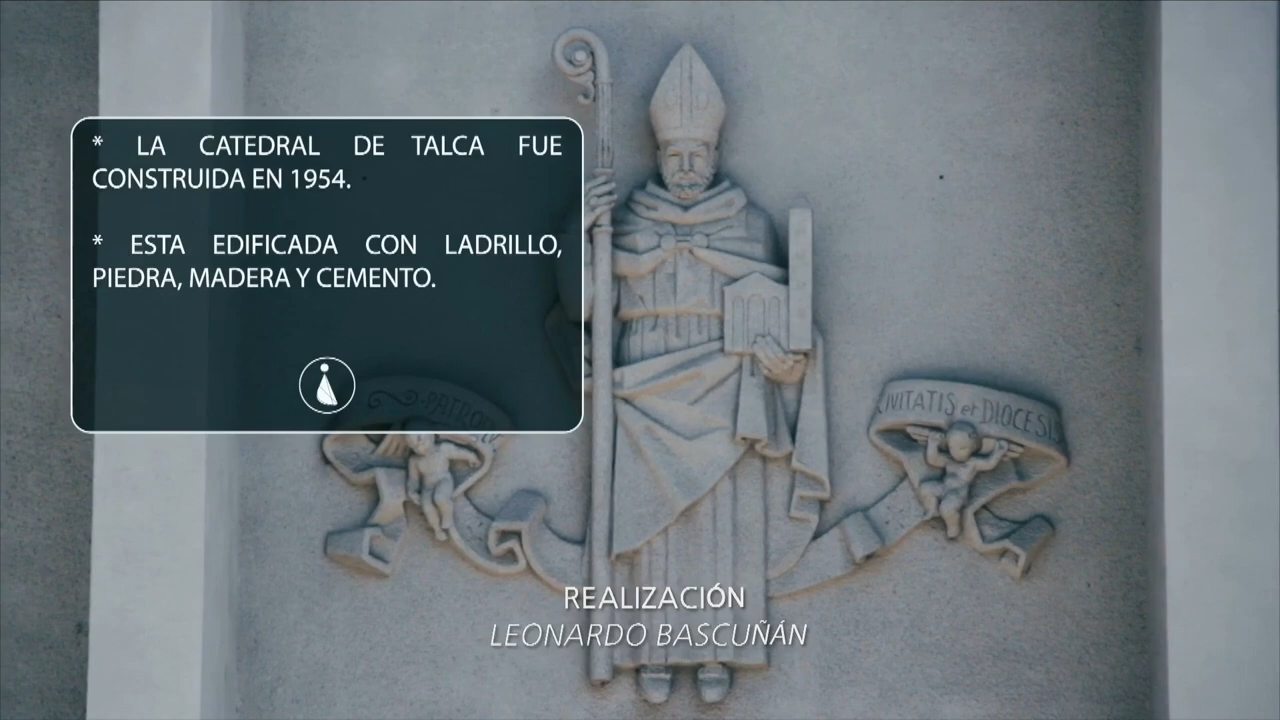 * LA CATEDRAL DE TALCA FUE
CONSTRUIDA EN 1954.
* ESTA EDIFICADA CON LADRILLO,
PIEDRA, MADERA Y CEMENTO.
CIVITATIS et DIOCESIS
REALIZACIÓN
LEONARDO BASCUÑÁN